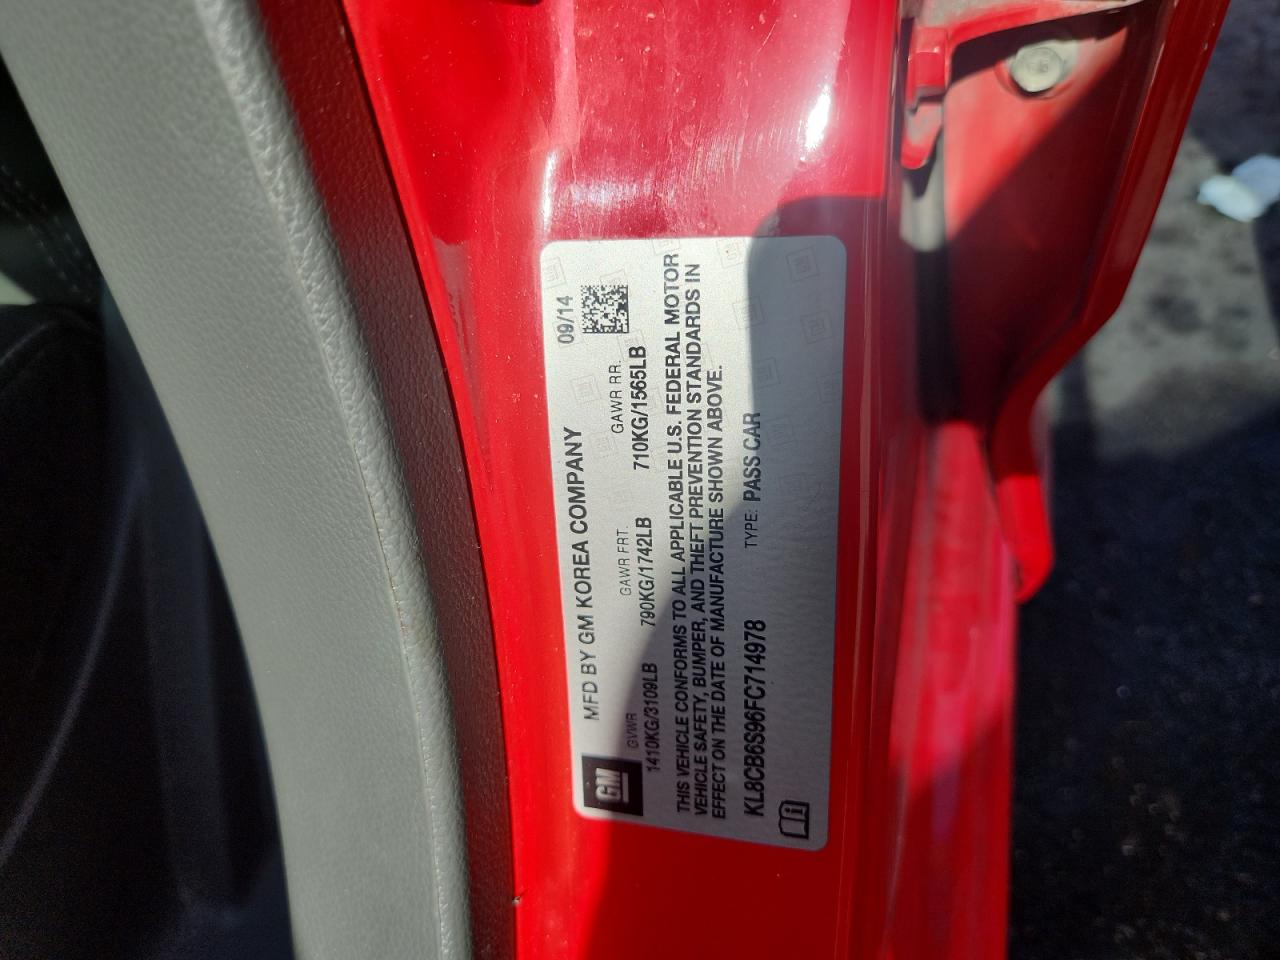 MFD BY GM KOREA COMPANY 09/14
GM
GVWR GAWR FRT. GAWR RR.
1410KG/3109LB 790KG/1742LB 710KG/1565LB
THIS VEHICLE CONFORMS TO ALL APPLICABLE U.S. FEDERAL MOTOR
VEHICLE SAFETY, BUMPER, AND THEFT PREVENTION STANDARDS IN
EFFECT ON THE DATE OF MANUFACTURE SHOWN ABOVE.
KL8CB6S96FC714978 TYPE: PASS CAR